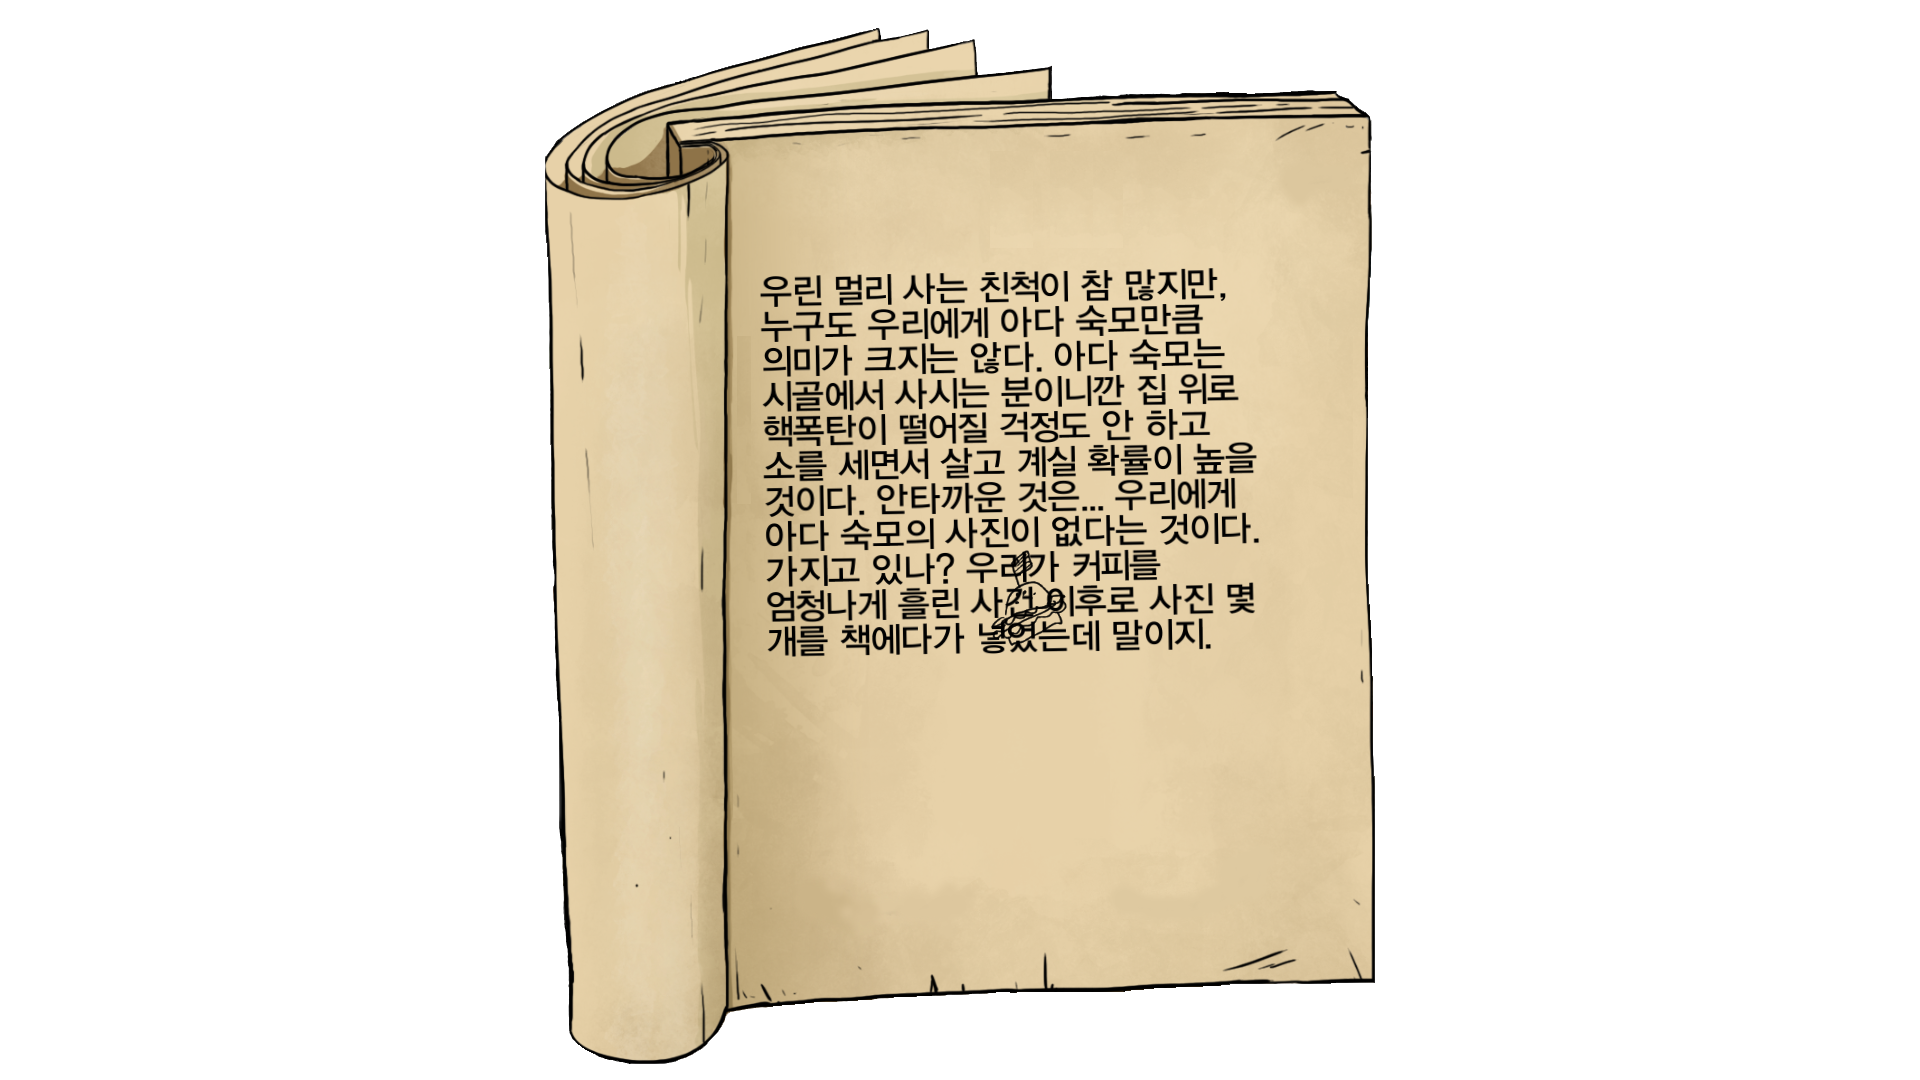 우린 멀리 사는 친척이 참 많지만,
누구도 우리에게 아다 숙모만큼
의미가 크지는 않다. 아다 숙모는
시골에서 사시는 분이니깐 집 위로
핵폭탄이 떨어질 걱정도 안 하고
소를 세면서 살고 계실 확률이 높을
것이다. 안타까운 것은... 우리에게
아다 숙모의 사진이 없다는 것이다.
가지고 있나? 우리가 커피를
엄청나게 흘린 사건 이후로 사진 몇
개를 책에다가 넣었는데 말이지.